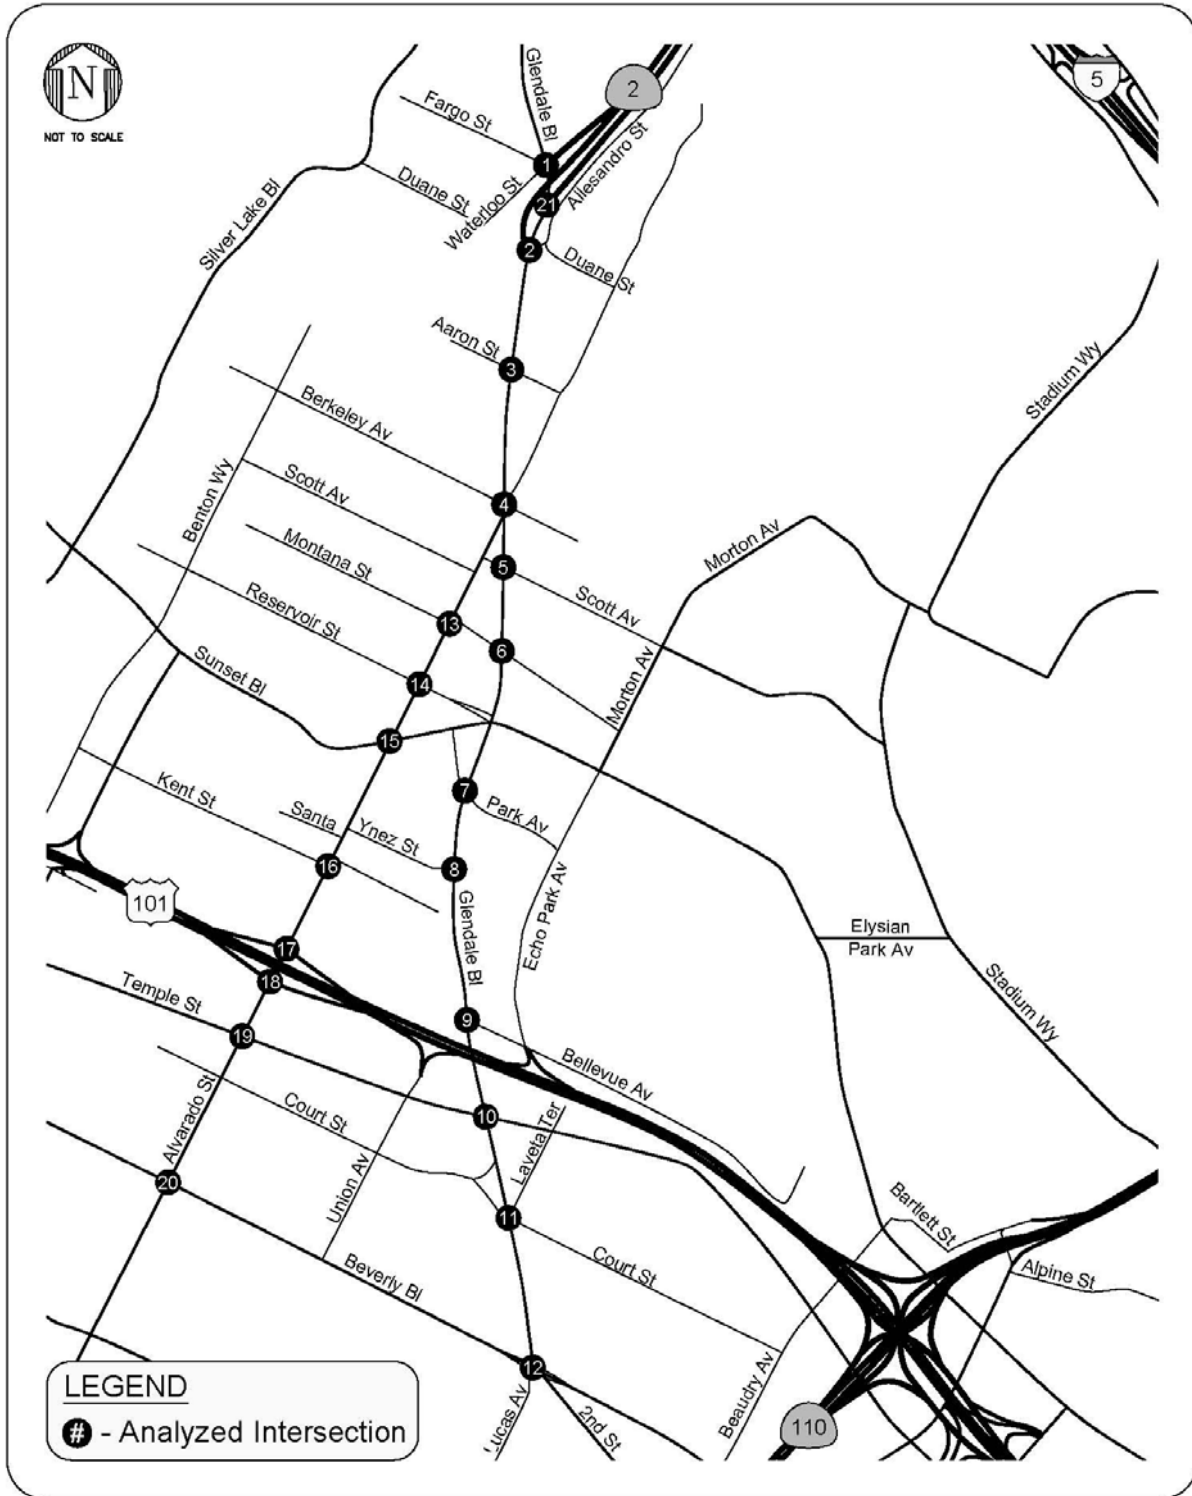 N
NOT TO SCALE
Glendale Bl
2
5
Fargo St
1
Allesandro St
Duane St
Waterloo St
21
Silver Lake Bl
2
Duane St
Aaron St
3
Stadium Wy
Berkeley Av
Benton Wy
Scott Av
4
Montana St
5
Morton Av
Reservoir St
Scott Av
13
6
Sunset Bl
14
Morton Av
15
Kent St
7
Park Av
Santa
Ynez St
16
8
101
Glendale Bl
Echo Park Av
Elysian
Park Av
17
18
Temple St
Stadium Wy
19
9
Bellevue Av
Court St
10
Alvarado St
Laveta Ter
Union Av
20
11
Bartlett St
Court St
Alpine St
Beverly Bl
12
Beaudry Av
LEGEND
# - Analyzed Intersection
Lucas Av
2nd St
110